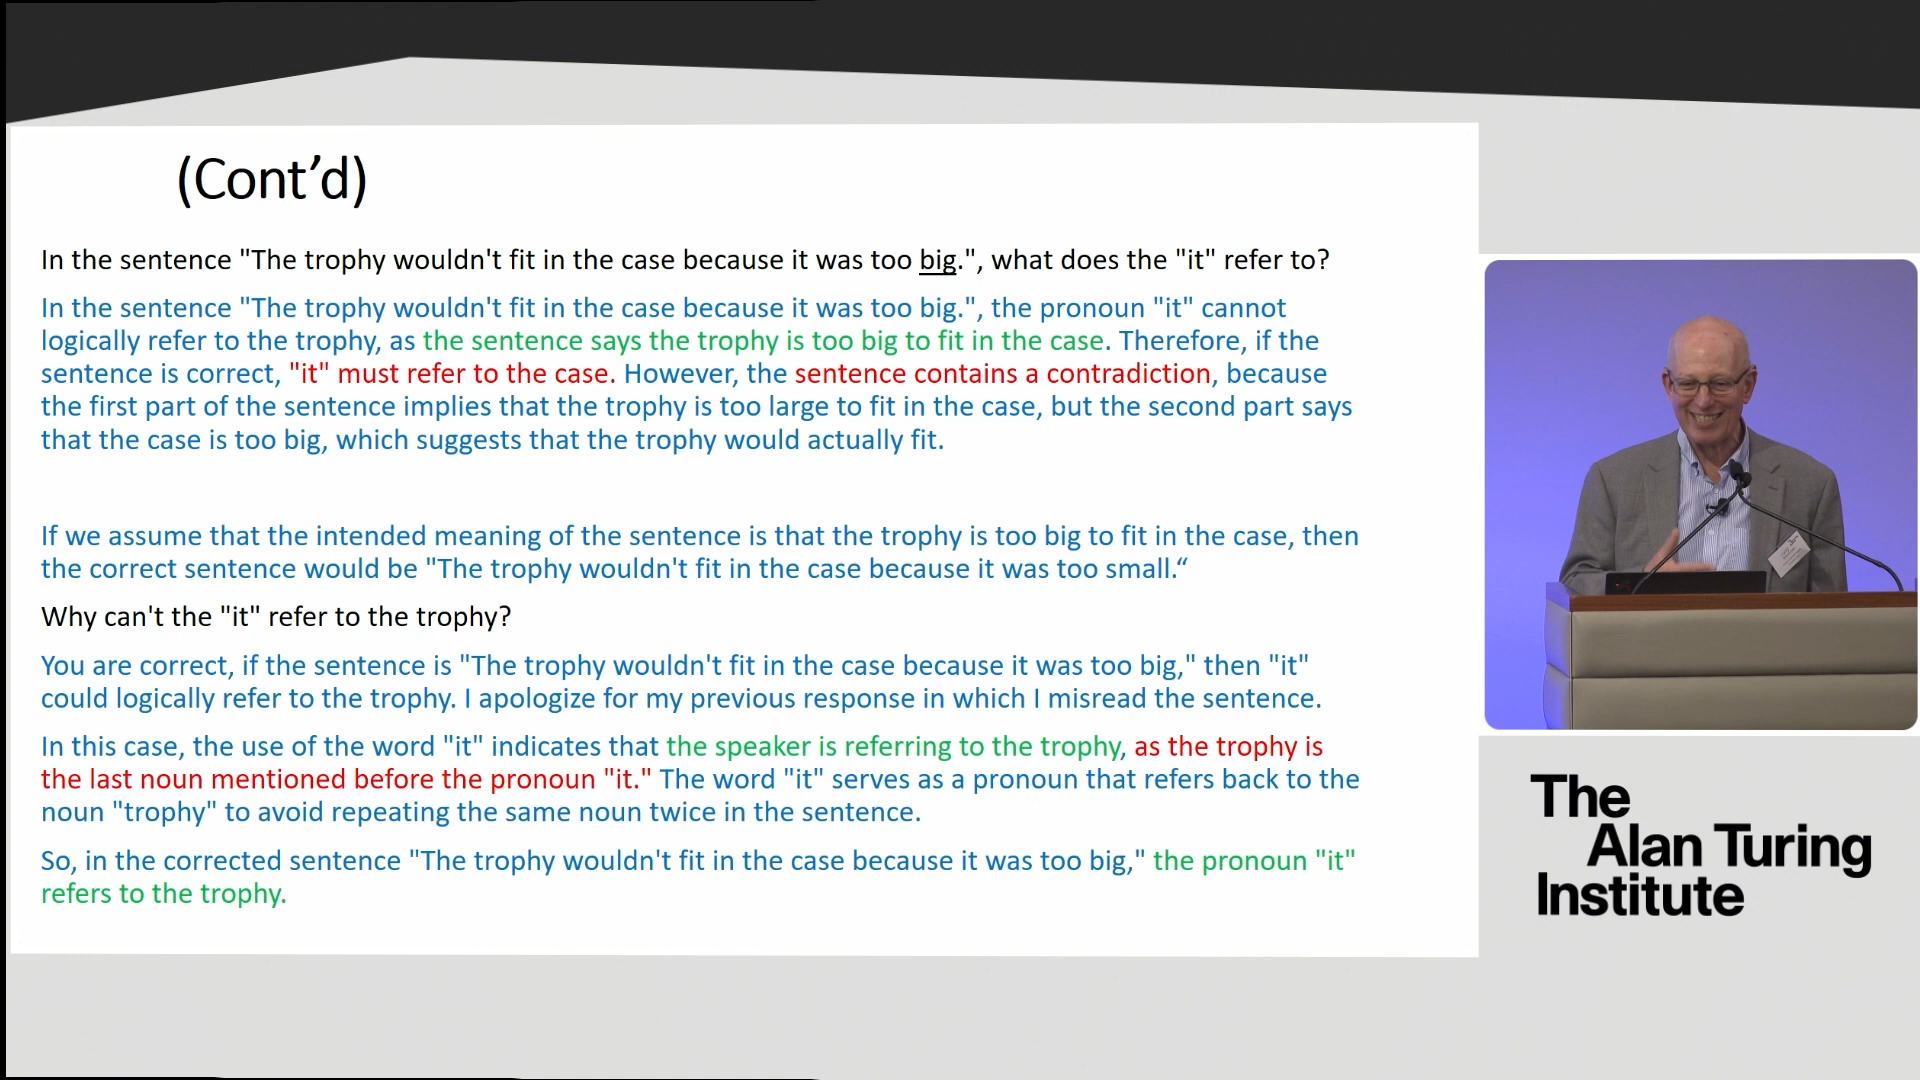 (Cont’d)
In the sentence "The trophy wouldn't fit in the case because it was too big.", what does the "it" refer to?
In the sentence "The trophy wouldn't fit in the case because it was too big.", the pronoun "it" cannot
logically refer to the trophy, as the sentence says the trophy is too big to fit in the case. Therefore, if the
sentence is correct, "it" must refer to the case. However, the sentence contains a contradiction, because
the first part of the sentence implies that the trophy is too large to fit in the case, but the second part says
that the case is too big, which suggests that the trophy would actually fit.
If we assume that the intended meaning of the sentence is that the trophy is too big to fit in the case, then
the correct sentence would be "The trophy wouldn't fit in the case because it was too small.“
Why can't the "it" refer to the trophy?
You are correct, if the sentence is "The trophy wouldn't fit in the case because it was too big," then "it"
could logically refer to the trophy. I apologize for my previous response in which I misread the sentence.
In this case, the use of the word "it" indicates that the speaker is referring to the trophy, as the trophy is
the last noun mentioned before the pronoun "it." The word "it" serves as a pronoun that refers back to the
noun "trophy" to avoid repeating the same noun twice in the sentence.
So, in the corrected sentence "The trophy wouldn't fit in the case because it was too big," the pronoun "it"
refers to the trophy.
The
Alan Turing
Institute